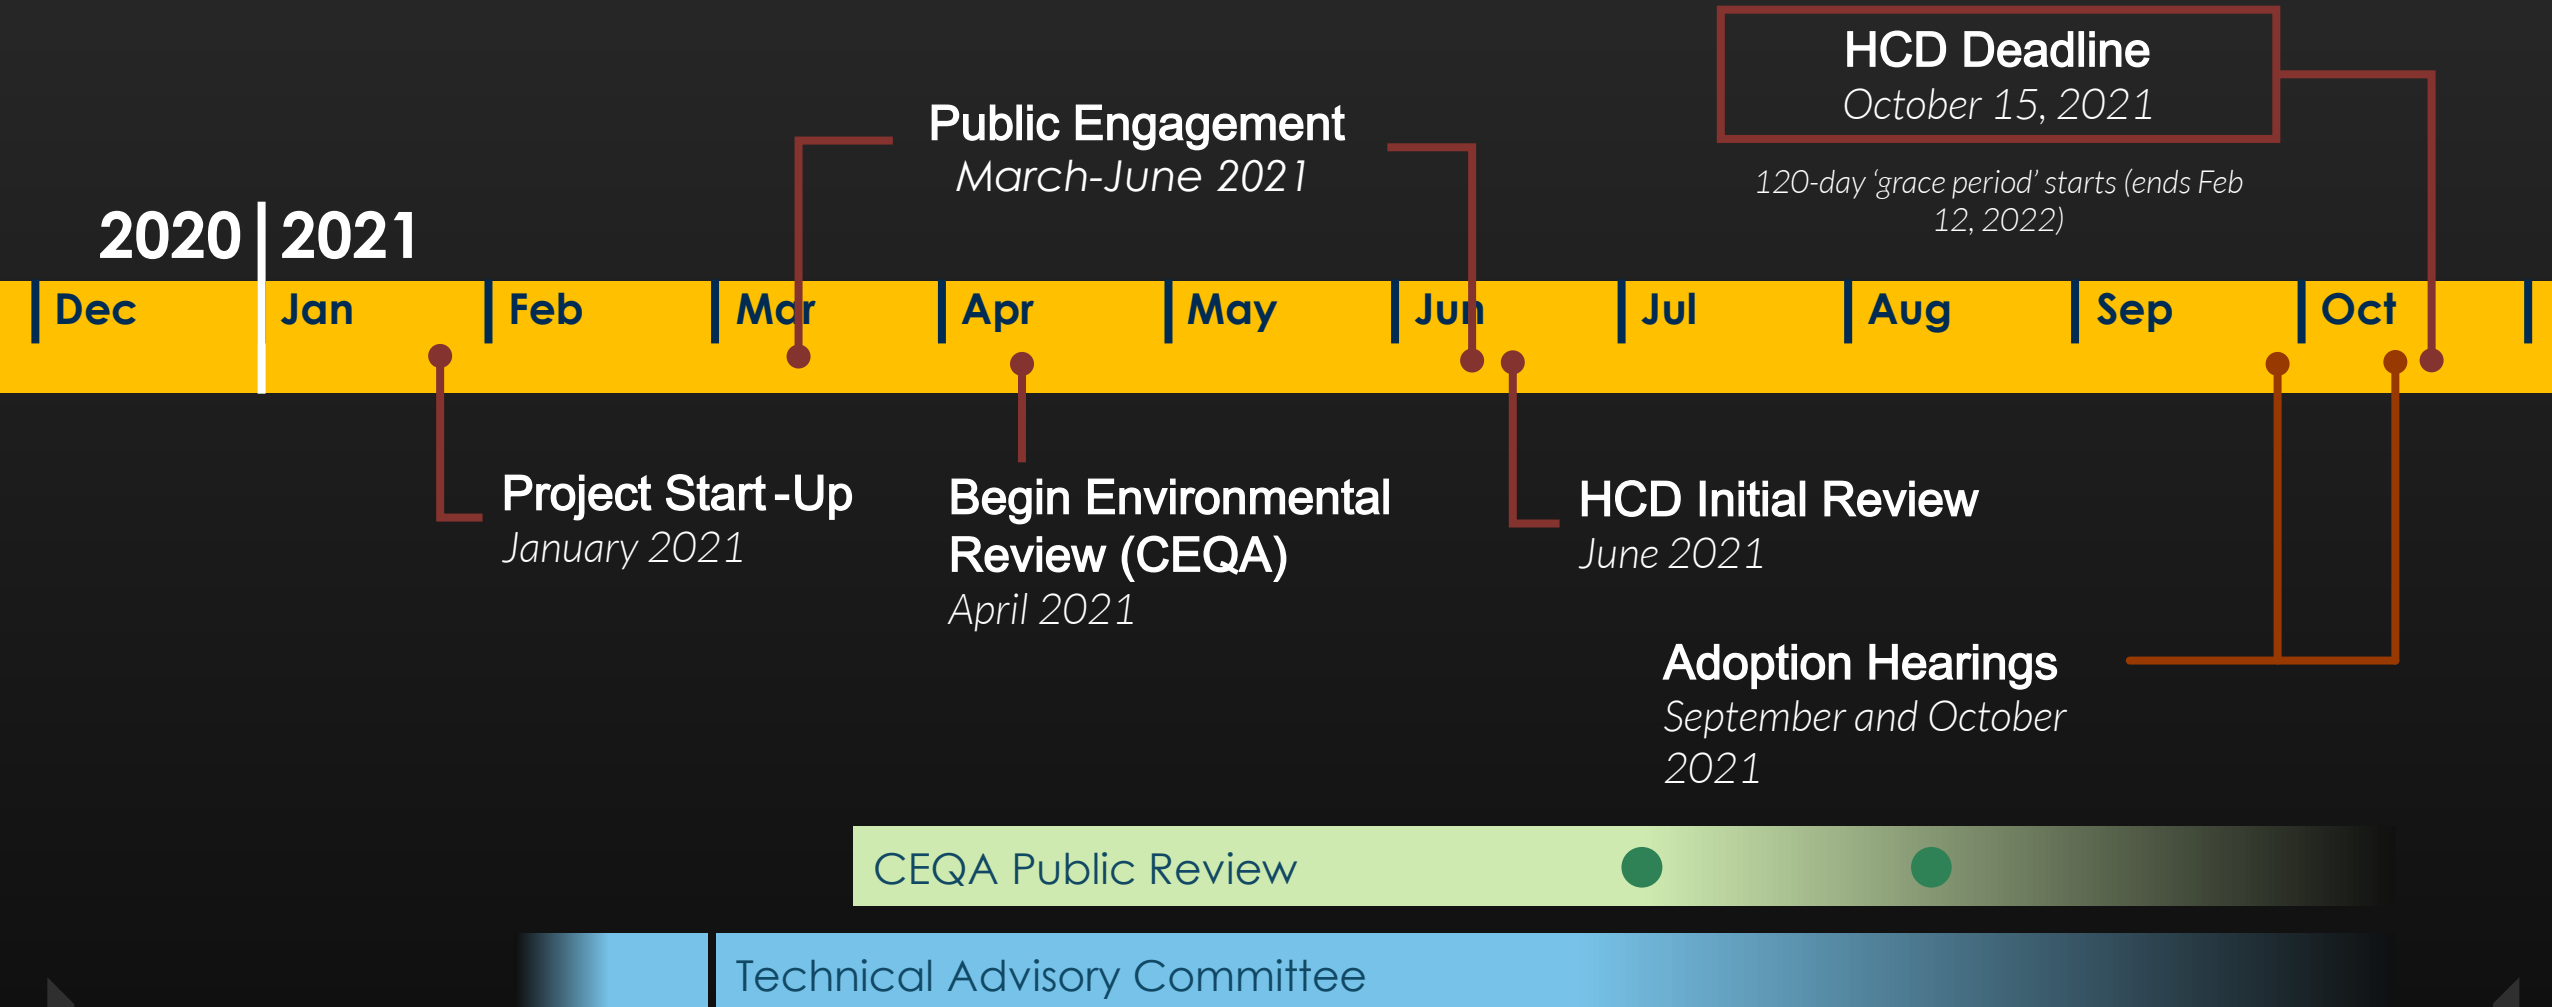 HCD Deadline
October 15, 2021
Public Engagement
March-June 2021
120-day ‘grace period’ starts (ends Feb
12, 2022)
2020 2021
Dec Jan Feb Mar Apr May Jun Jul Aug Sep Oct
Project Start-Up
January 2021
Begin Environmental
Review (CEQA)
April 2021
HCD Initial Review
June 2021
Adoption Hearings
September and October
2021
CEQA Public Review
Technical Advisory Committee